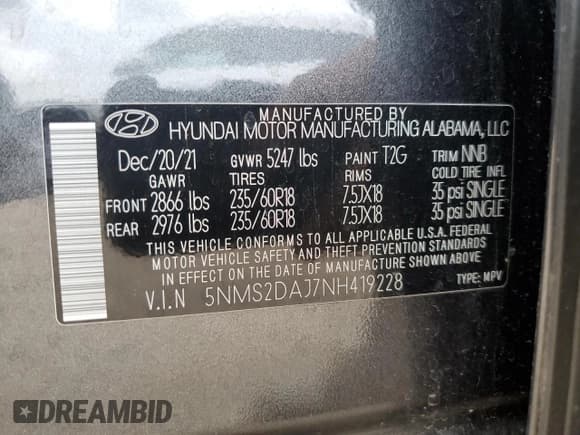 MANUFACTURED BY
HYUNDAI MOTOR MANUFACTURING ALABAMA, LLC
Dec/20/21 GVWR 5247 lbs PAINT T2G TRIM NNB
GAWR TIRES RIMS COLD TIRE INFL
FRONT 2866 lbs 235/60R18 7.5JX18 35 psi SINGLE
REAR 2976 lbs 235/60R18 7.5JX18 35 psi SINGLE
THIS VEHICLE CONFORMS TO ALL APPLICABLE U.S.A. FEDERAL
MOTOR VEHICLE SAFETY AND THEFT PREVENTION STANDARDS
IN EFFECT ON THE DATE OF MANUFACTURE SHOWN ABOVE
V.I.N 5NMS2DAJ7NH419228 TYPE: MPV
DREAMBID